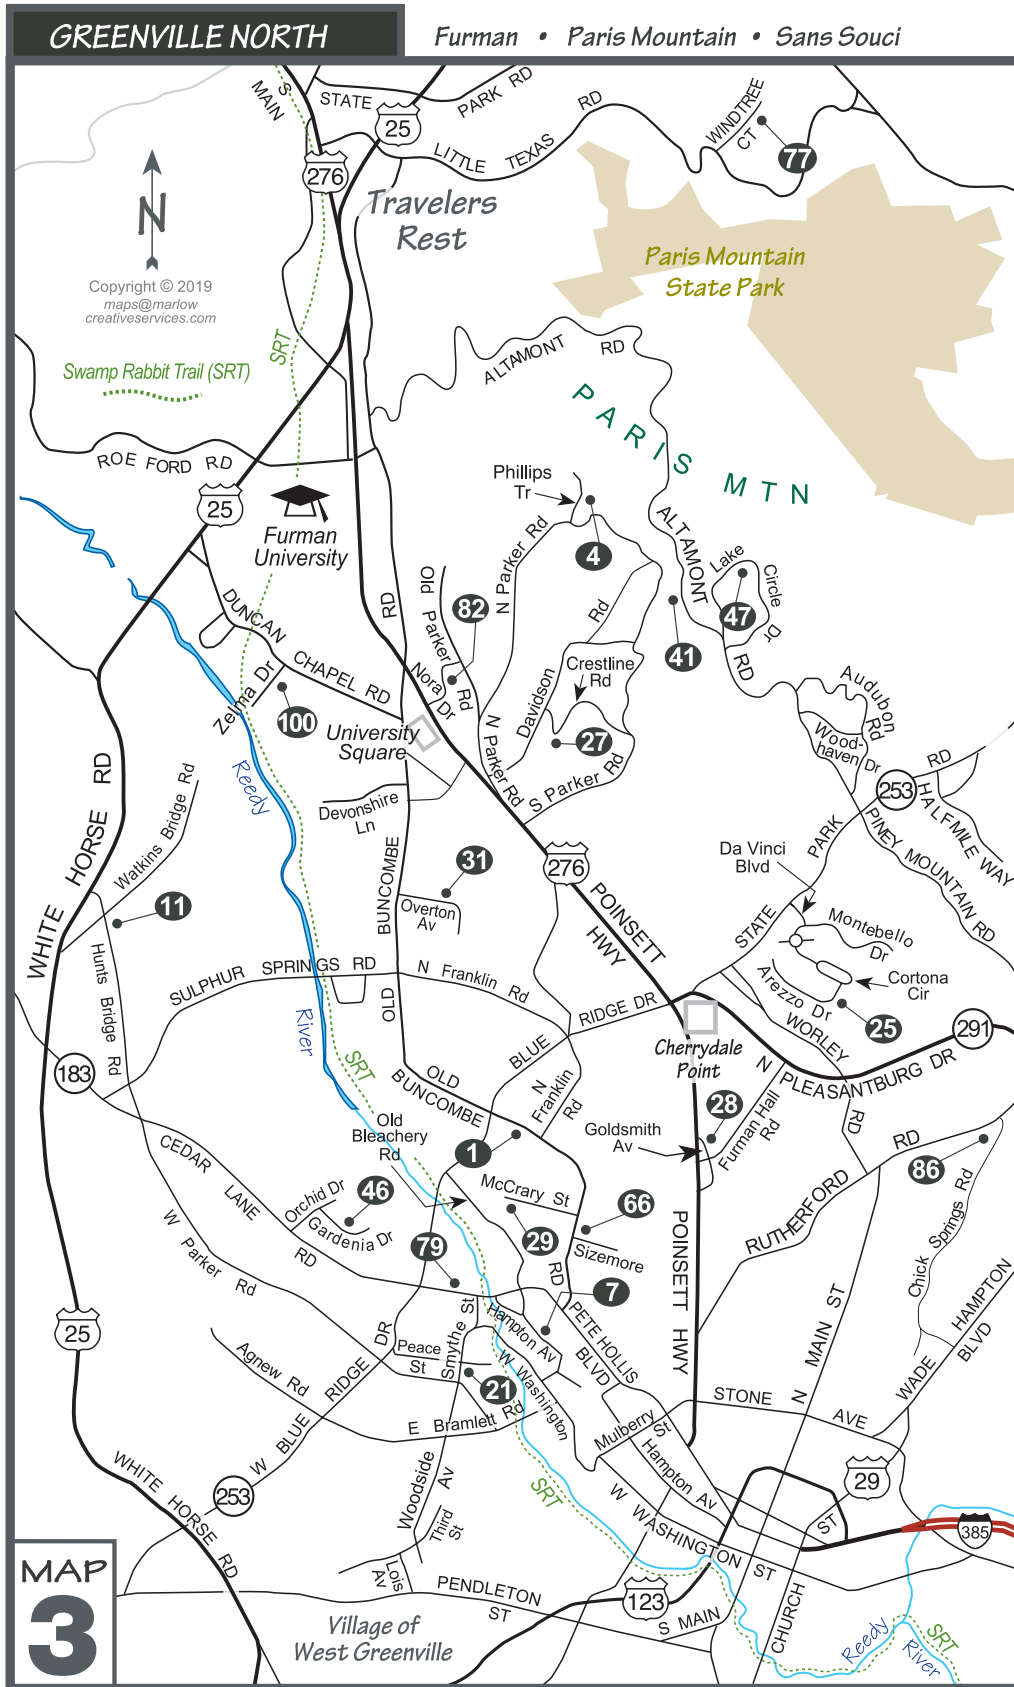 GREENVILLE NORTH
Furman • Paris Mountain • Sans Souci
S MAIN
STATE
PARK RD
25
276
LITTLE TEXAS RD
WINDTREE
CT
77
N
Travelers
Rest
Copyright © 2019
maps@marlow
creativeservices.com
Paris Mountain
State Park
SRT
Swamp Rabbit Trail (SRT)
ALTAMONT RD
PARIS MTN
ROE FORD RD
25
Furman
University
Phillips
Tr
4
N Parker Rd
ALTAMONT
RD
Lake
Circle
Dr
47
41
Old Parker
Rd
82
RD
DUNCAN
CHAPEL RD
Zelma Dr
100
Nora
Dr
Davidson
Rd
Crestline
Rd
27
University
Square
N Parker Rd
S Parker Rd
Audubon
Rd
Wood-
haven Dr
RD
253
HALFMILE WAY
PINEY MOUNTAIN RD
WHITE HORSE RD
Watkins Bridge Rd
Reedy
Devonshire
Ln
276
BUNCOMBE
31
Overton
Av
11
POINSETT
HWY
PARK
STATE
Da Vinci
Blvd
Montebello
Dr
Cortona
Cir
Arezzo Dr
25
Hunts Bridge Rd
SULPHUR SPRINGS RD
N Franklin Rd
OLD
River
SRT
RIDGE DR
BLUE
Cherrydale
Point
WORLEY
RD
291
N PLEASANTBURG DR
183
OLD
BUNCOMBE
N
Franklin
Rd
28
Goldsmith
Av
Furman Hall
Rd
Old
Bleachery
Rd
1
CEDAR
LANE
RD
46
Orchid Dr
Gardenia Dr
McCrary St
29
66
Sizemore
RD
RUTHERFORD
RD
86
Chick Springs Rd
W Parker Rd
79
7
POINSETT HWY
25
PETE HOLLIS
BLVD
Hampton Av
Smythe St
DR
Peace
St
21
W Washington
Agnew Rd
RIDGE
BLUE
W
E Bramlett Rd
N MAIN ST
WADE HAMPTON
BLVD
STONE
AVE
Mulberry
St
Hampton Av
29
WHITE HORSE RD
253
Woodside
Av
Third
St
SRT
W WASHINGTON ST
ST
385
Lois
Av
PENDLETON
ST
123
S MAIN
CHURCH
Village of
West Greenville
Reedy
River
SRT
MAP
3